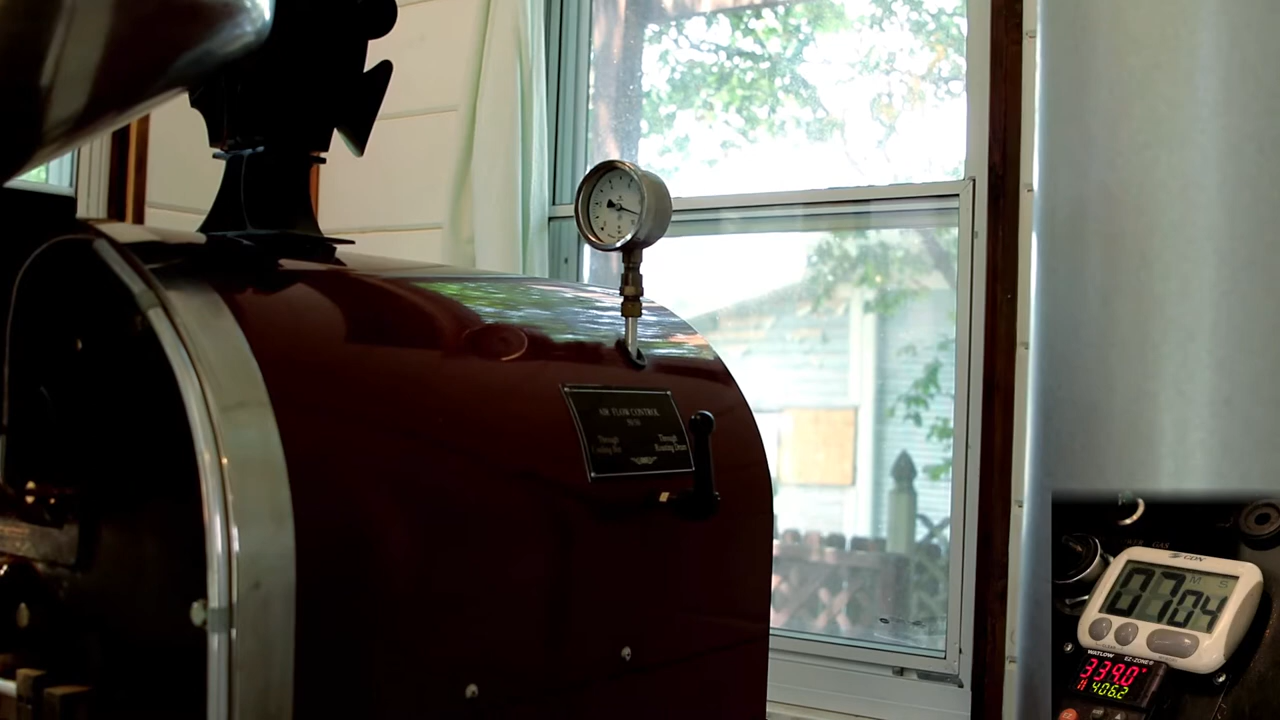 AIR FLOW CONTROL
Through
Through
Cooling Bin
Roasting Drum
GAS
CDN
M S
07 04
WATLOW EZ-ZONE®
339.0°
406.2